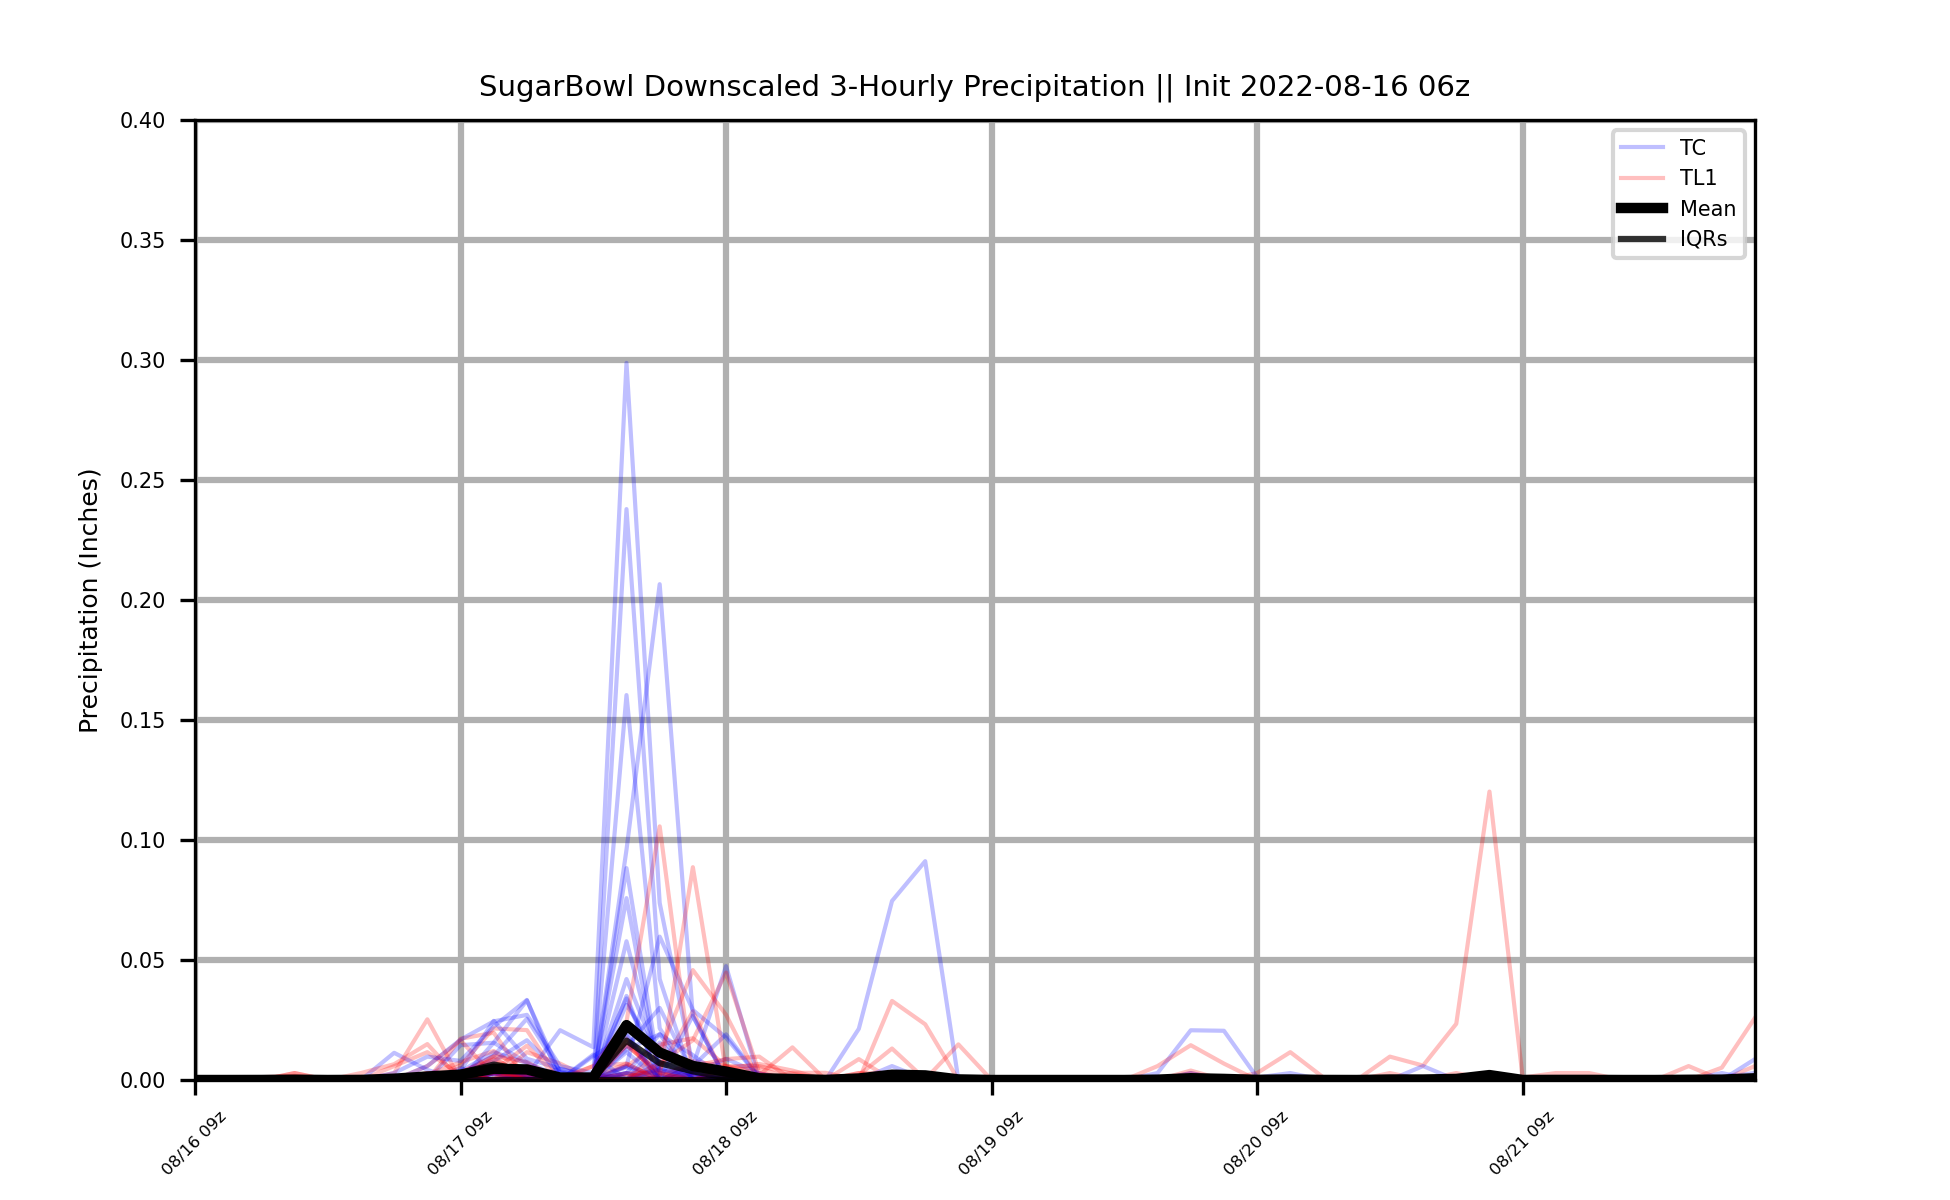 SugarBowl Downscaled 3-Hourly Precipitation || Init 2022-08-16 06z
TC
TL1
Mean
IQRs
Precipitation (Inches)
0.40
0.35
0.30
0.25
0.20
0.15
0.10
0.05
0.00
08/16 09z
08/17 09z
08/18 09z
08/19 09z
08/20 09z
08/21 09z